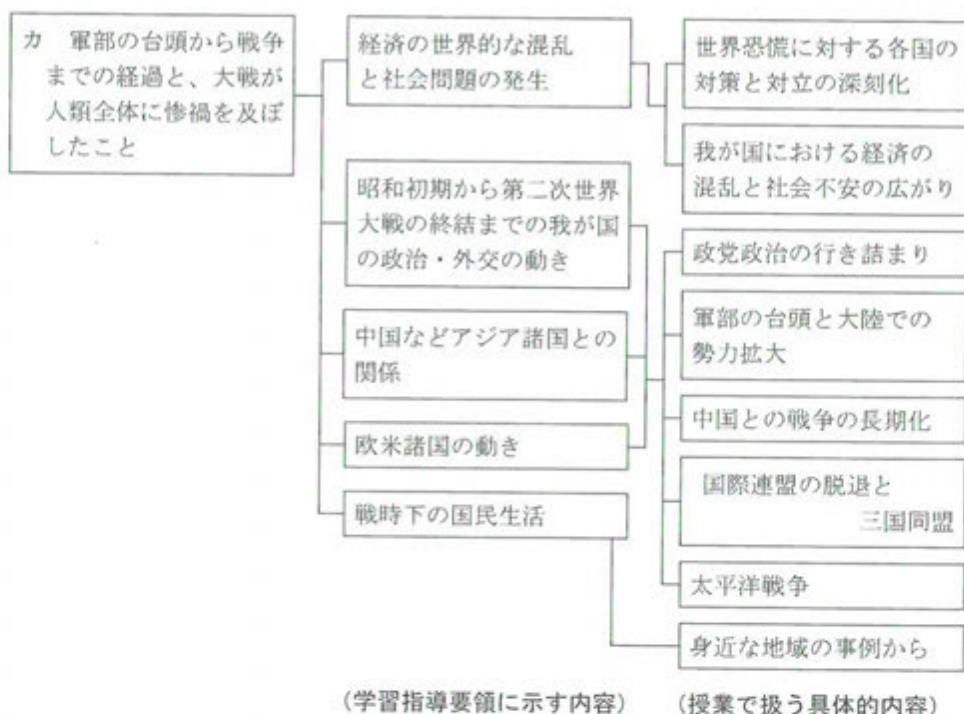 カ 軍部の台頭から戦争
までの経過と、大戦が
人類全体に惨禍を及ぼ
したこと
経済の世界的な混乱
と社会問題の発生
昭和初期から第二次世界
大戦の終結までの我が国
の政治・外交の動き
中国などアジア諸国との
関係
欧米諸国の動き
戦時下の国民生活
(学習指導要領に示す内容)
世界恐慌に対する各国の
対策と対立の深刻化
我が国における経済の
混乱と社会不安の広がり
政党政治の行き詰まり
軍部の台頭と大陸での
勢力拡大
中国との戦争の長期化
国際連盟の脱退と
三国同盟
太平洋戦争
身近な地域の事例から
(授業で扱う具体的内容)